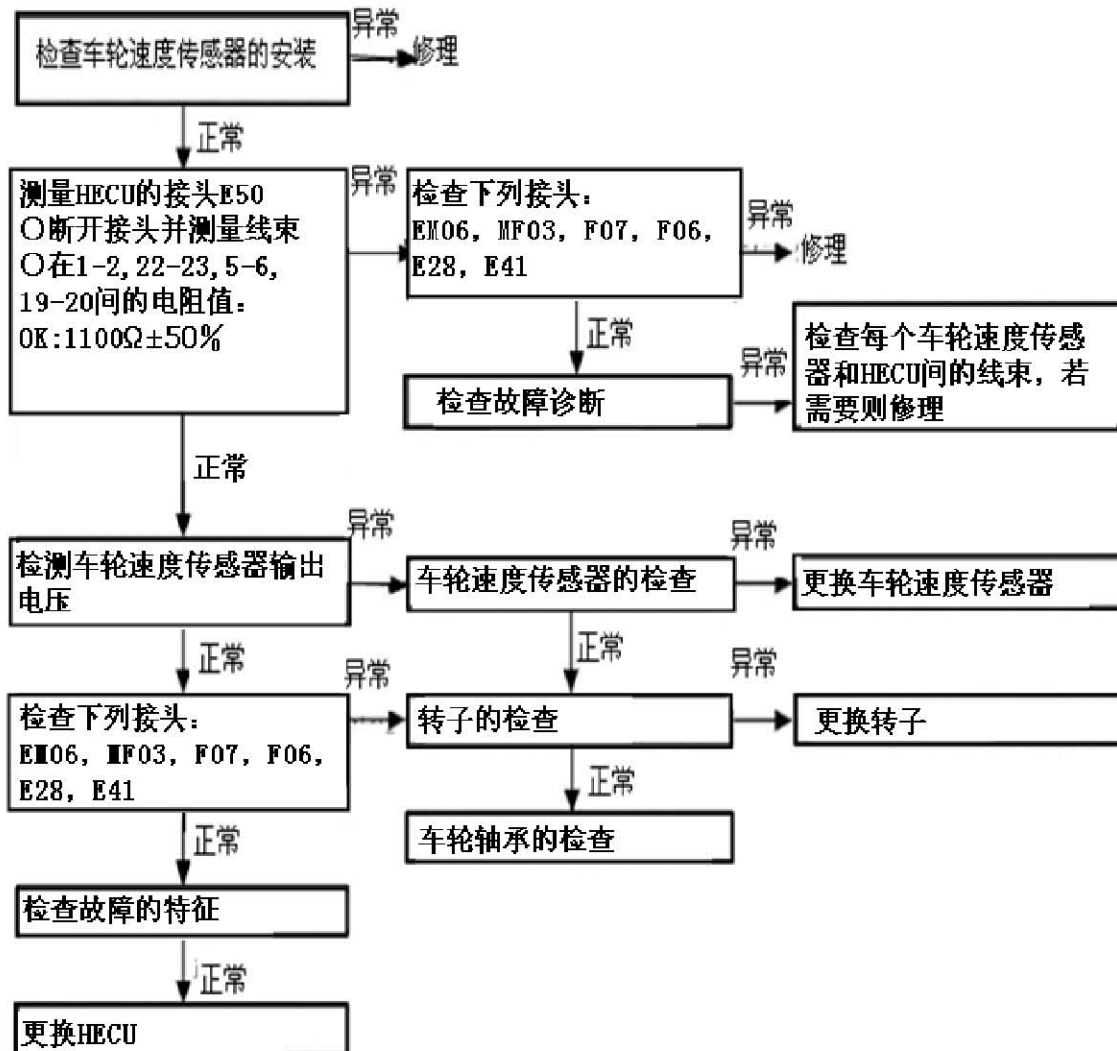 检查车轮速度传感器的安装
异常
修理
正常
测量HECU的接头E50
〇断开接头并测量线束
〇在1-2,22-23,5-6,
19-20间的电阻值：
OK:1100Ω±50%
异常
检查下列接头：
EM06, MF03, F07, F06,
E28, E41
异常
修理
正常
检查故障诊断
异常
检查每个车轮速度传感
器和HECU间的线束，若
需要则修理
正常
检测车轮速度传感器输出
电压
异常
车轮速度传感器的检查
异常
更换车轮速度传感器
正常
正常
检查下列接头：
EM06, MF03, F07, F06,
E28, E41
异常
转子的检查
异常
更换转子
正常
车轮轴承的检查
正常
检查故障的特征
正常
更换HECU